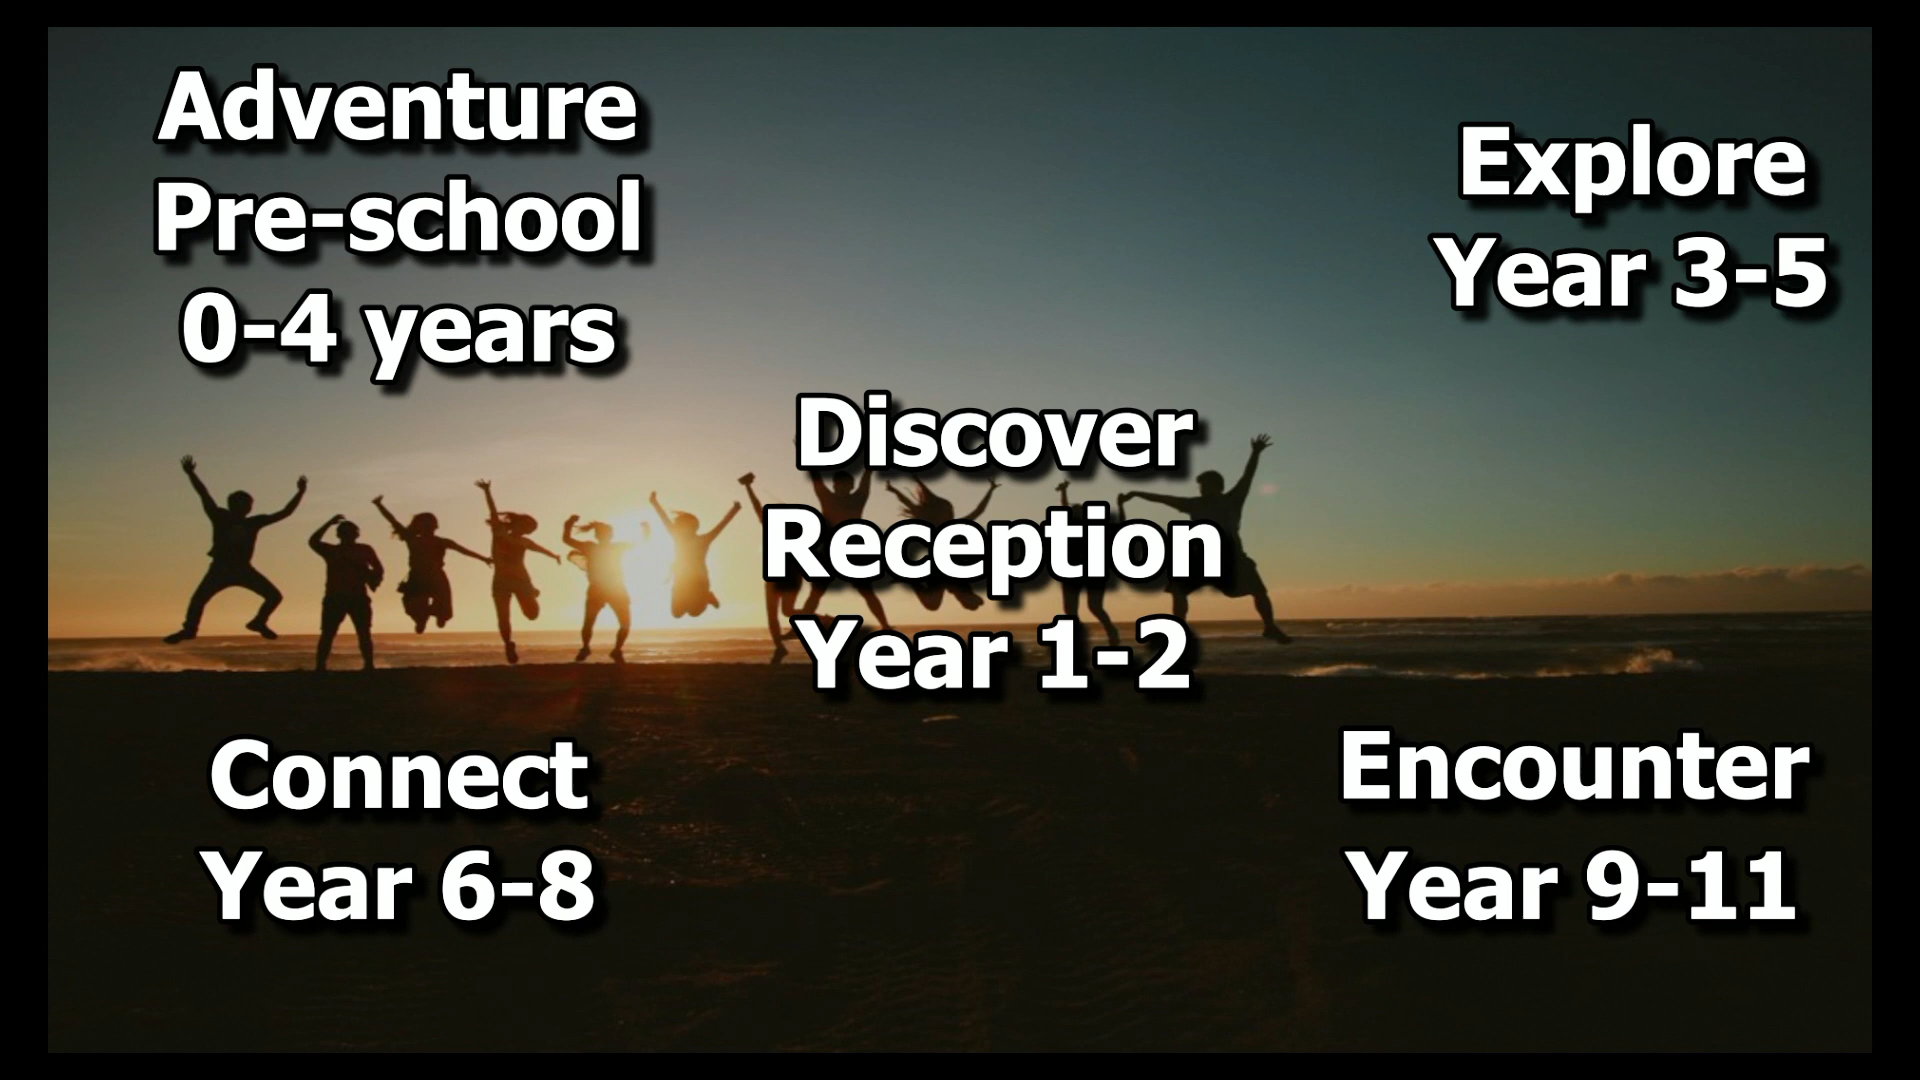 Adventure
Pre-school
0-4 years
Explore
Year 3-5
Discover
Reception
Year 1-2
Connect
Year 6-8
Encounter
Year 9-11